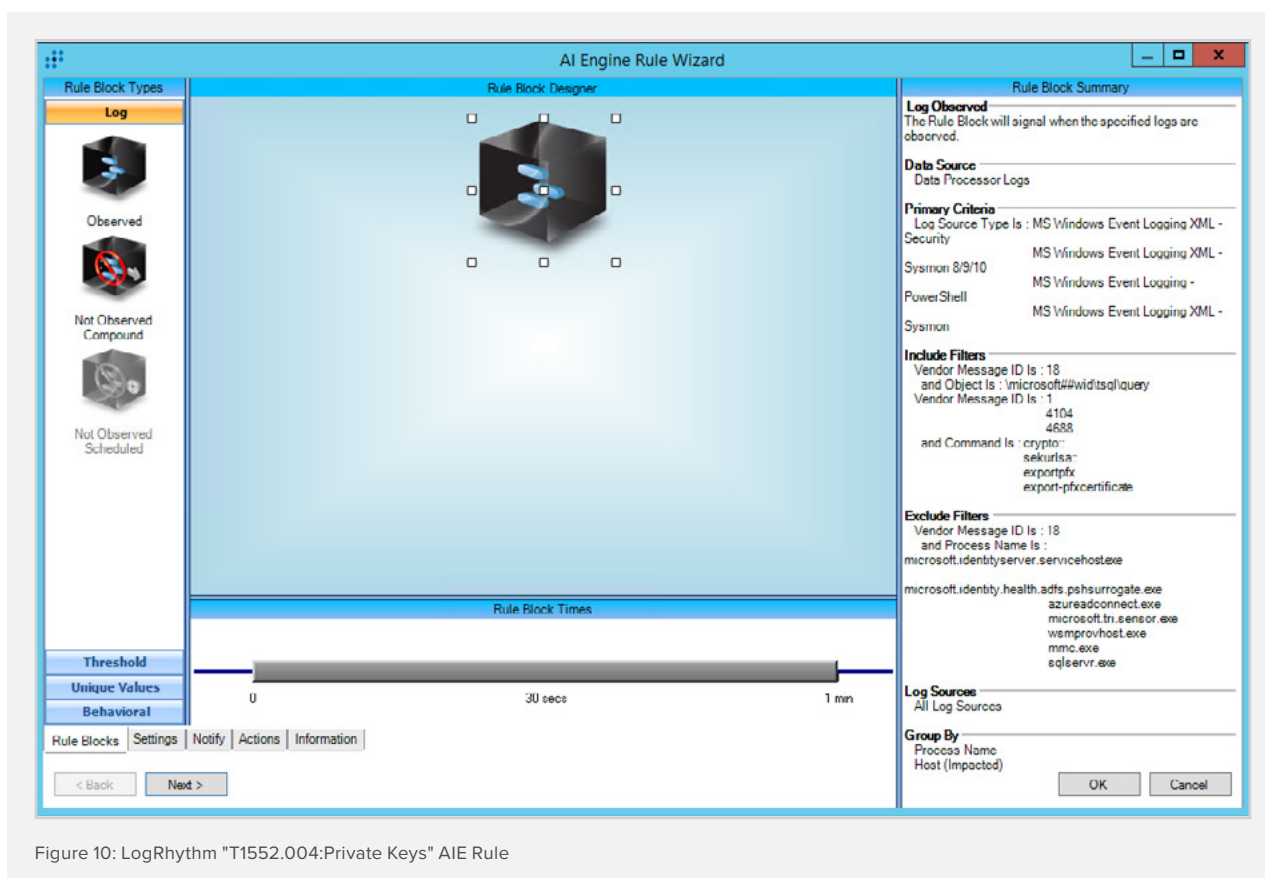 AI Engine Rule Wizard
Rule Block Types
Log
Observed
Not Observed
Compound
Not Observed
Scheduled
Threshold
Unique Values
Behavioral
Rule Block Designer
Rule Block Times
0
30 secs
1 min
Rule Block Summary
Log Observed
The Rule Block will signal when the specified logs are
observed.
Data Source
Data Processor Logs
Primary Criteria
Log Source Type Is : MS Windows Event Logging XML -
Security
MS Windows Event Logging XML -
Sysmon 8/9/10
MS Windows Event Logging -
PowerShell
MS Windows Event Logging XML -
Sysmon
Include Filters
Vendor Message ID Is : 18
and Object Is : \microsoft##wid\tsql\query
Vendor Message ID Is : 1
4104
4688
and Command Is : crypto::
sekurlsa::
exportpfx
export-pfxcertificate
Exclude Filters
Vendor Message ID Is : 18
and Process Name Is :
microsoft.identityserver.servicehost.exe
microsoft.identity.health.adfs.pshsurrogate.exe
azureadconnect.exe
microsoft.tri.sensor.exe
wsmprovhost.exe
mmc.exe
sqlservr.exe
Log Sources
All Log Sources
Group By
Process Name
Host (Impacted)
Rule Blocks Settings Notify Actions Information
< Back Next >
OK Cancel
Figure 10: LogRhythm "T1552.004:Private Keys" AIE Rule